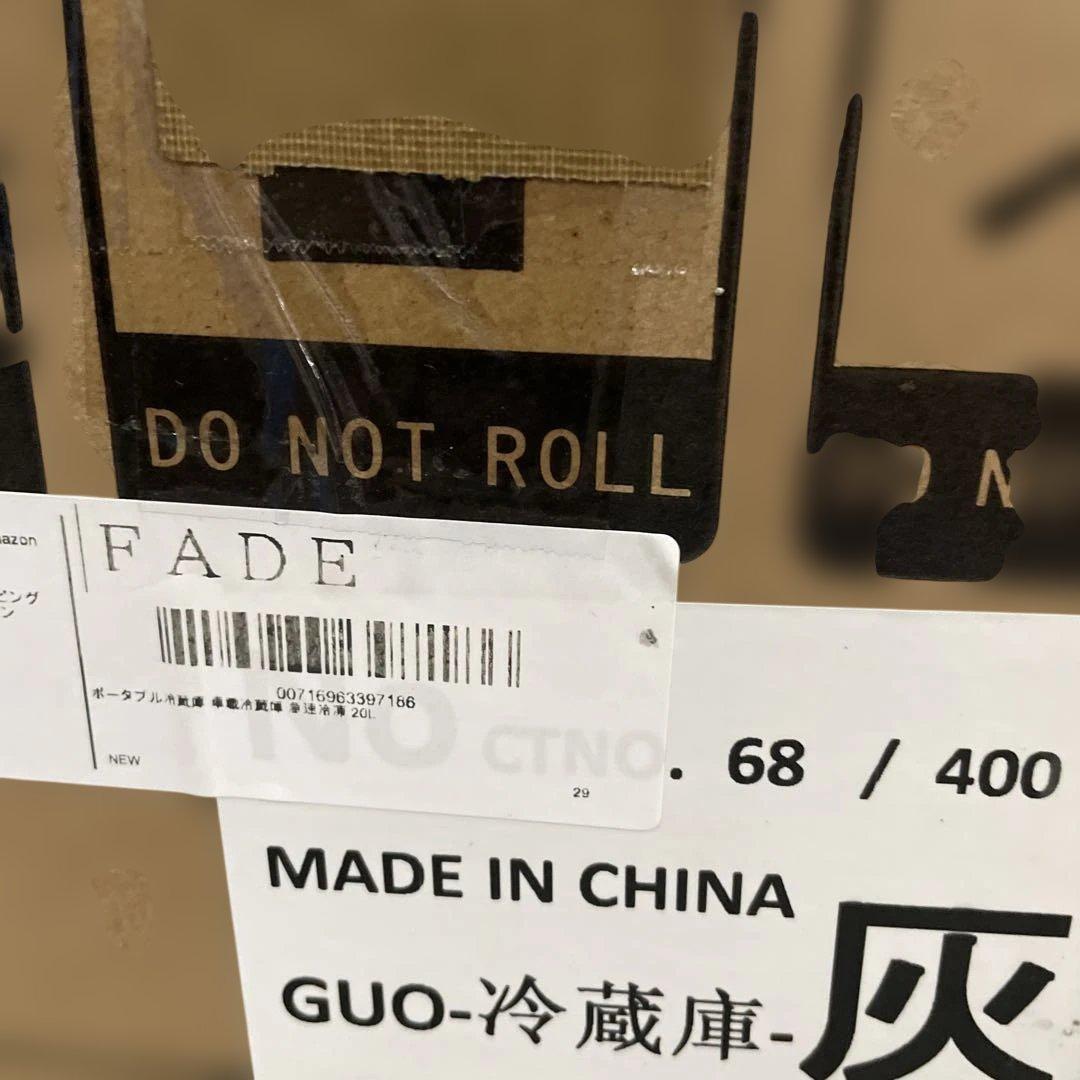 DO NOT ROLL
N
azon
ピング
ン
FADE
00716963397186
ポータブル冷蔵庫 車載冷蔵庫 急速冷凍 20L
NEW
29
NO CTNO. 68 / 400
MADE IN CHINA
GUO-冷蔵庫-灰